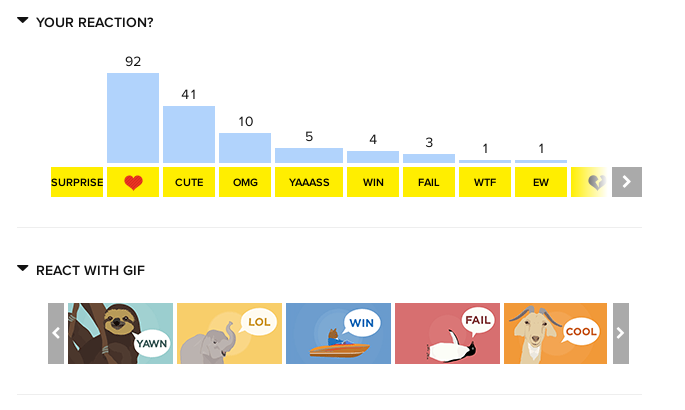 YOUR REACTION?
92
41
10
5
4
3
1
1
SURPRISE
CUTE
OMG
YAAASS
WIN
FAIL
WTF
EW
REACT WITH GIF
YAWN
LOL
WIN
FAIL
COOL